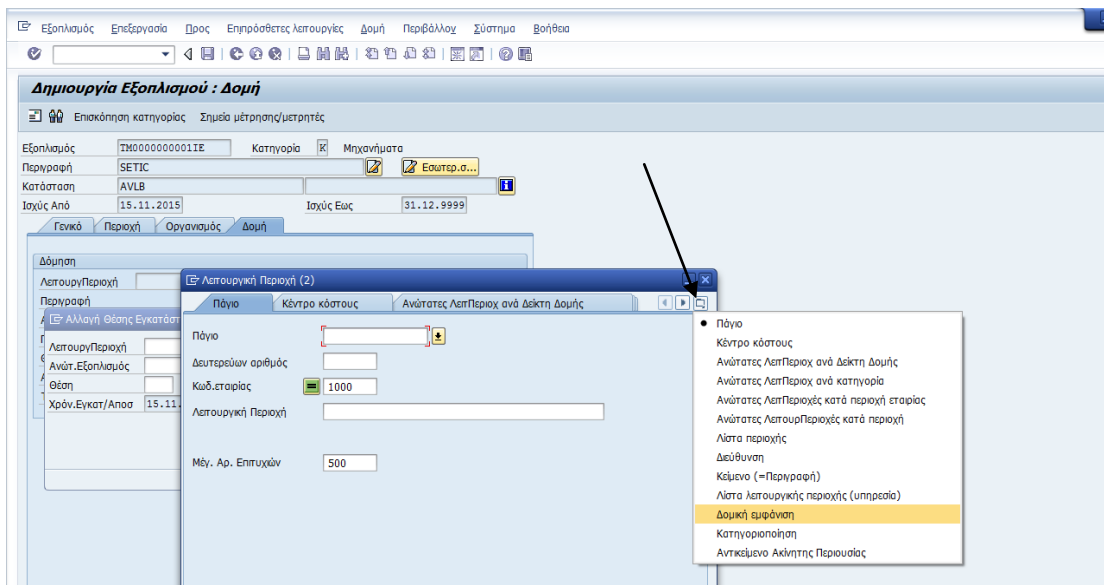 Εξοπλισμός Επεξεργασία Προς Επιπρόσθετες λειτουργίες Δομή Περιβάλλον Σύστημα Βοήθεια
Δημιουργία Εξοπλισμού : Δομή
Επισκόπηση κατηγορίας Σημεία μέτρησης/μετρητές
Εξοπλισμός TM0000000001IE Κατηγορία K Μηχανήματα
Περιγραφή SETIC Εσωτερ.σ...
Κατάσταση AVLB
Ισχύς Από 15.11.2015 Ισχύς Εως 31.12.9999
Γενικό Περιοχή Οργανισμός Δομή
Δόμηση
ΛειτουργΠεριοχή
Περιγραφή
Αλλαγή Θέσης Εγκατάστ
ΛειτουργΠεριοχή
Ανώτ.Εξοπλισμός
Θέση
Χρόν.Εγκατ/Αποσ 15.11.
Λειτουργική Περιοχή (2)
Πάγιο Κέντρο κόστους Ανώτατες ΛειτΠεριοχ ανά Δείκτη Δομής
Πάγιο
Δευτερεύων αριθμός
Κωδ.εταιρίας 1000
Λειτουργική Περιοχή
Μέγ. Αρ. Επιτυχιών 500
Πάγιο
Κέντρο κόστους
Ανώτατες ΛειτΠεριοχ ανά Δείκτη Δομής
Ανώτατες ΛειτΠεριοχ ανά κατηγορία
Ανώτατες ΛειτΠεριοχές κατά περιοχή εταιρίας
Ανώτατες ΛειτουρΠεριοχές κατά περιοχή
Λίστα περιοχής
Διεύθυνση
Κείμενο (=Περιγραφή)
Λίστα λειτουργικής περιοχής (υπηρεσία)
Δομική εμφάνιση
Κατηγοριοποίηση
Αντικείμενο Ακίνητης Περιουσίας